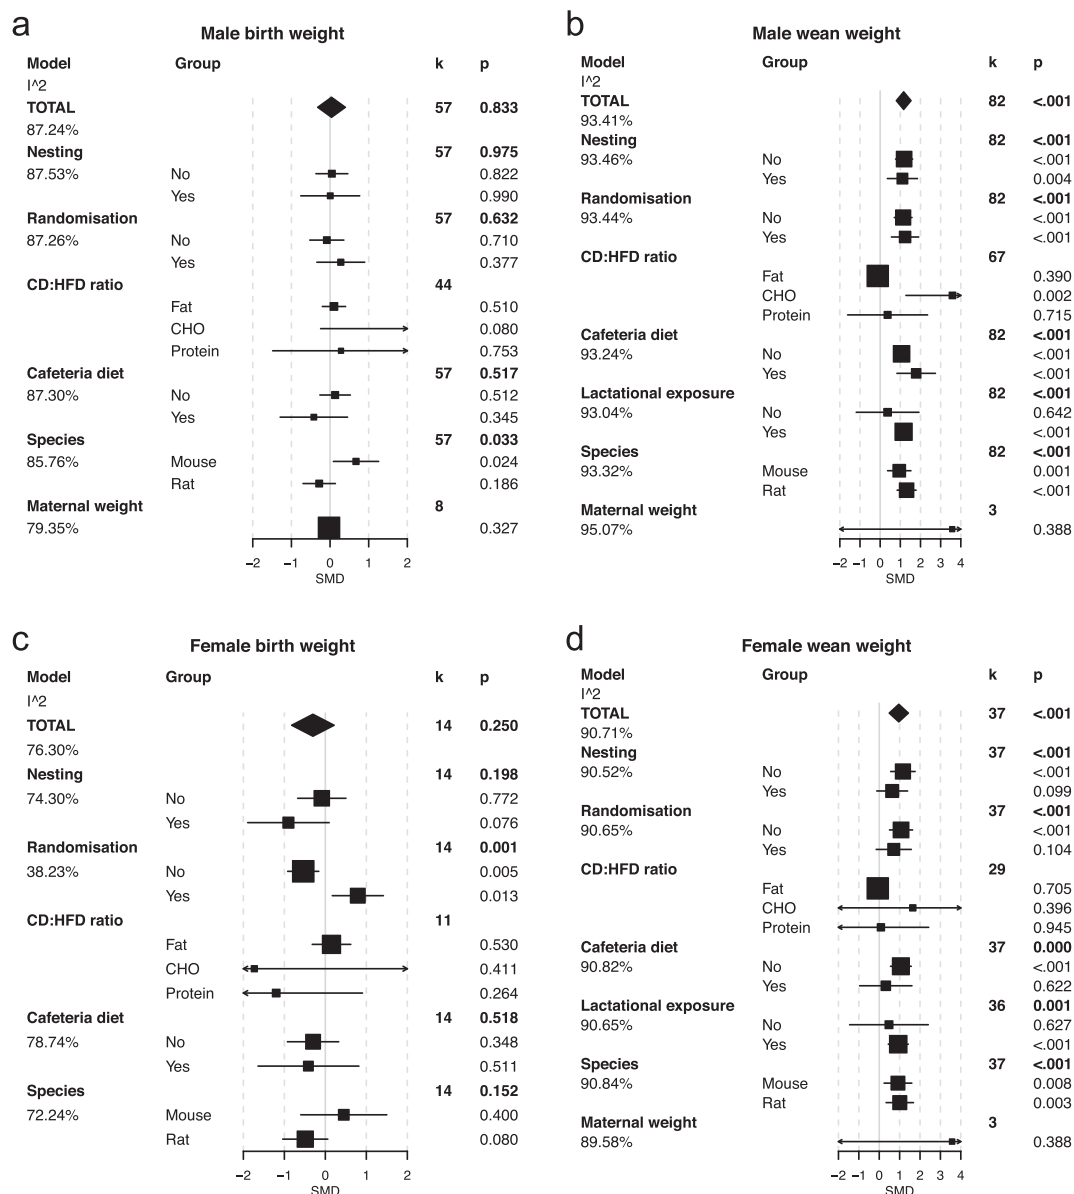 a
Male birth weight
Model Group k p
I^2
TOTAL 57 0.833
87.24%
Nesting 57 0.975
87.53% No 0.822
Yes 0.990
Randomisation 57 0.632
87.26% No 0.710
Yes 0.377
CD:HFD ratio 44
Fat 0.510
CHO 0.080
Protein 0.753
Cafeteria diet 57 0.517
87.30% No 0.512
Yes 0.345
Species 57 0.033
85.76% Mouse 0.024
Rat 0.186
Maternal weight 8
79.35% 0.327
−2 −1 0 1 2
SMD
b
Male wean weight
Model Group k p
I^2
TOTAL 82 <.001
93.41%
Nesting 82 <.001
93.46% No <.001
Yes 0.004
Randomisation 82 <.001
93.44% No <.001
Yes <.001
CD:HFD ratio 67
Fat 0.390
CHO 0.002
Protein 0.715
Cafeteria diet 82 <.001
93.24% No <.001
Yes <.001
Lactational exposure 82 <.001
93.04% No 0.642
Yes <.001
Species 82 <.001
93.32% Mouse 0.001
Rat <.001
Maternal weight 3
95.07% 0.388
−2 −1 0 1 2 3 4
SMD
c
Female birth weight
Model Group k p
I^2
TOTAL 14 0.250
76.30%
Nesting 14 0.198
74.30% No 0.772
Yes 0.076
Randomisation 14 0.001
38.23% No 0.005
Yes 0.013
CD:HFD ratio 11
Fat 0.530
CHO 0.411
Protein 0.264
Cafeteria diet 14 0.518
78.74% No 0.348
Yes 0.511
Species 14 0.152
72.24% Mouse 0.400
Rat 0.080
−2 −1 0 1 2
SMD
d
Female wean weight
Model Group k p
I^2
TOTAL 37 <.001
90.71%
Nesting 37 <.001
90.52% No <.001
Yes 0.099
Randomisation 37 <.001
90.65% No <.001
Yes 0.104
CD:HFD ratio 29
Fat 0.705
CHO 0.396
Protein 0.945
Cafeteria diet 37 0.000
90.82% No <.001
Yes 0.622
Lactational exposure 36 0.001
90.65% No 0.627
Yes <.001
Species 37 <.001
90.84% Mouse 0.008
Rat 0.003
Maternal weight 3
89.58% 0.388
−2 −1 0 1 2 3 4
SMD